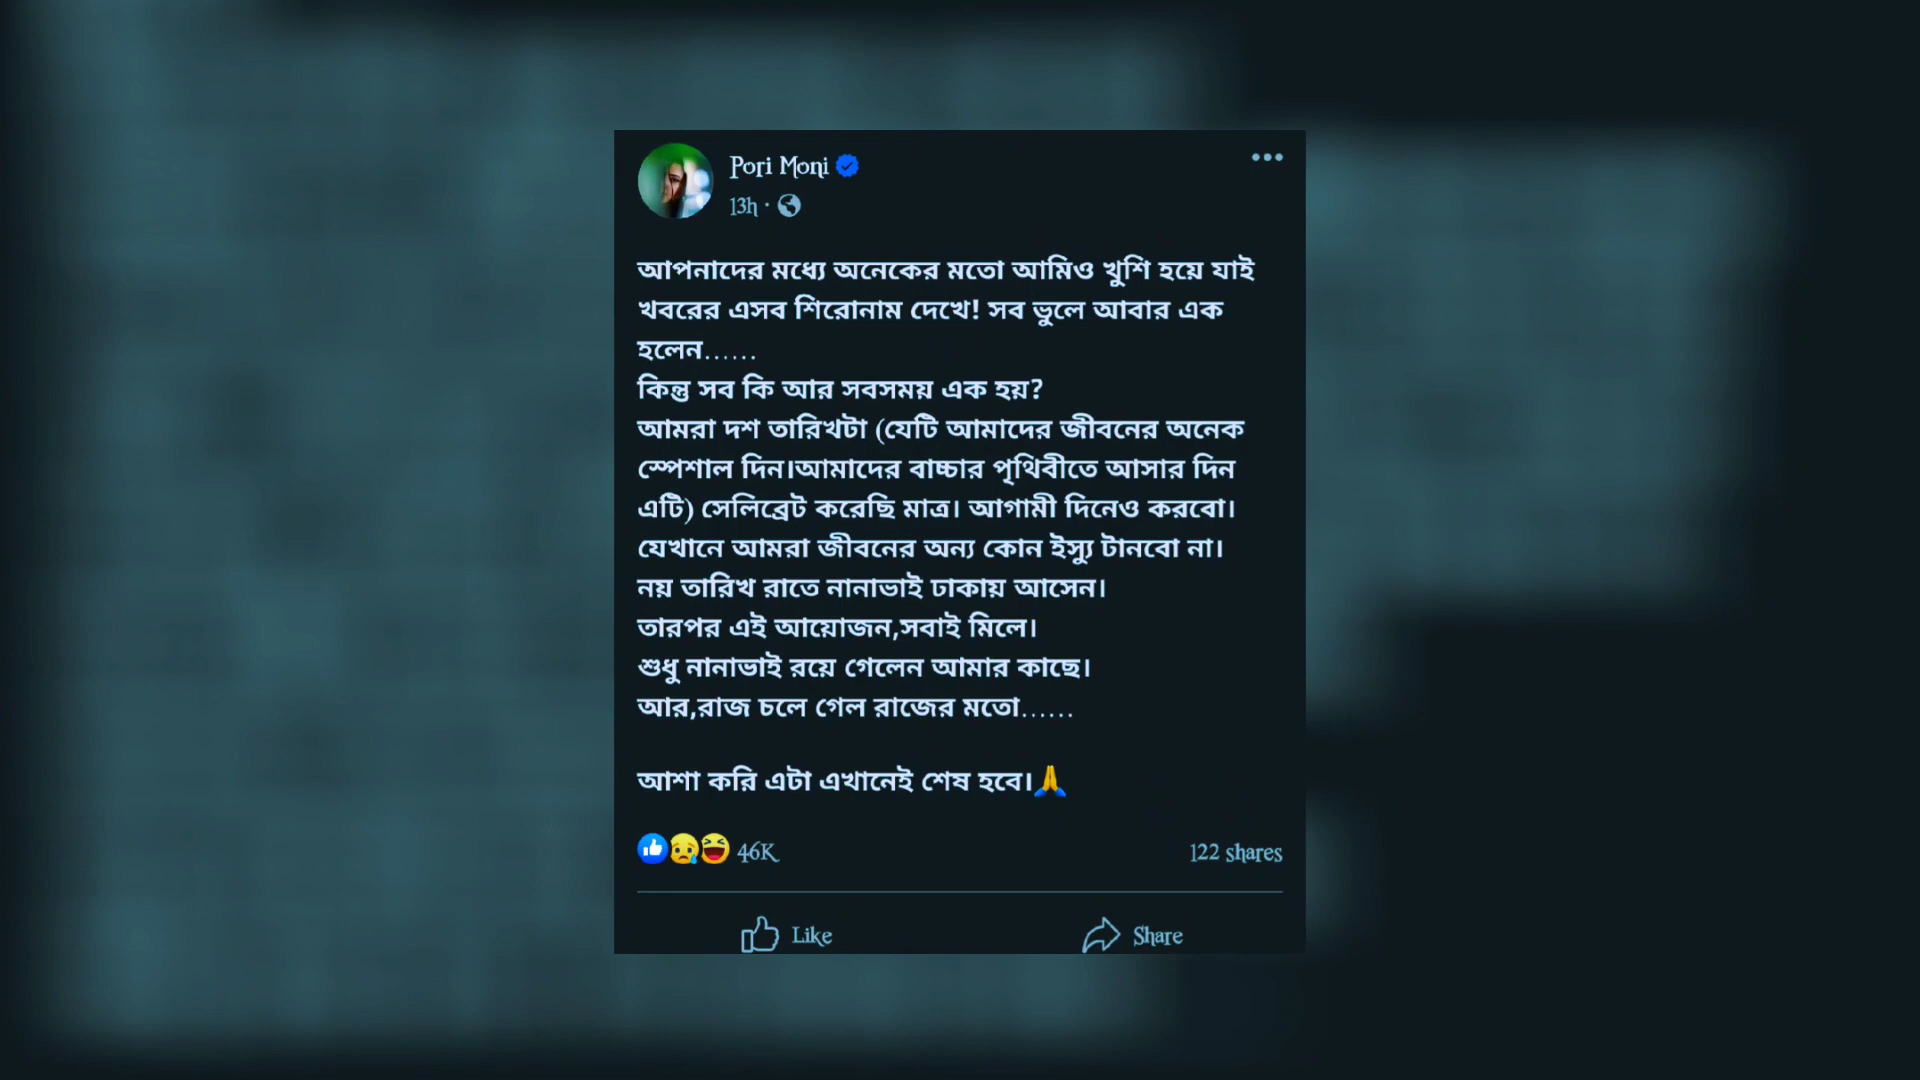 Pori Moni
13h ·
আপনাদের মধ্যে অনেকের মতো আমিও খুশি হয়ে যাই
খবরের এসব শিরোনাম দেখে! সব ভুলে আবার এক
হলেন......
কিন্তু সব কি আর সবসময় এক হয়?
আমরা দশ তারিখটা (যেটি আমাদের জীবনের অনেক
স্পেশাল দিন।আমাদের বাচ্চার পৃথিবীতে আসার দিন
এটি) সেলিব্রেট করেছি মাত্র। আগামী দিনেও করবো।
যেখানে আমরা জীবনের অন্য কোন ইস্যু টানবো না।
নয় তারিখ রাতে নানাভাই ঢাকায় আসেন।
তারপর এই আয়োজন,সবাই মিলে।
শুধু নানাভাই রয়ে গেলেন আমার কাছে।
আর,রাজ চলে গেল রাজের মতো......
আশা করি এটা এখানেই শেষ হবে।🙏
46K 122 shares
Like Share